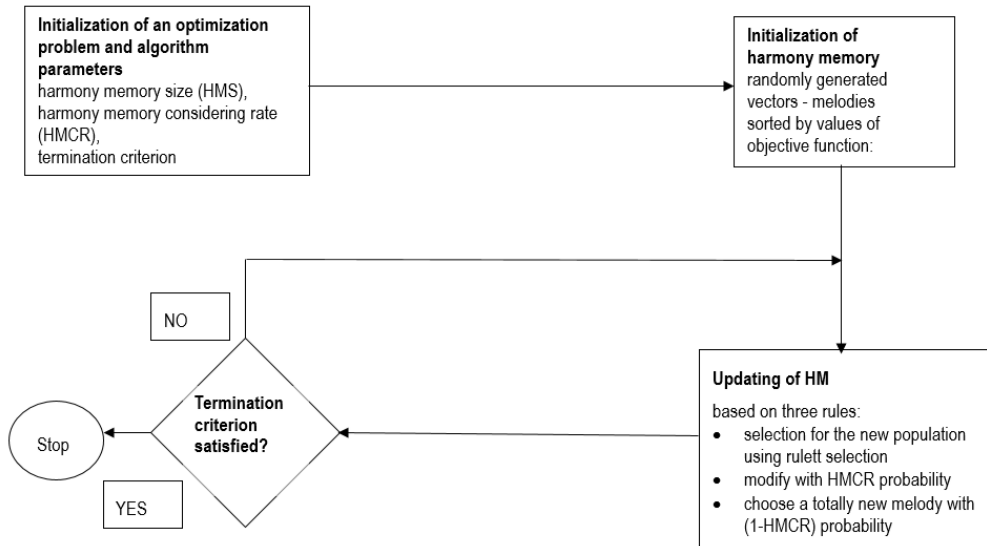 Initialization of an optimization
problem and algorithm
parameters
harmony memory size (HMS),
harmony memory considering rate
(HMCR),
termination criterion
Initialization of
harmony memory
randomly generated
vectors - melodies
sorted by values of
objective function:
NO
Termination
criterion
satisfied?
Stop
YES
Updating of HM
based on three rules:
• selection for the new population
using rulett selection
• modify with HMCR probability
• choose a totally new melody with
(1-HMCR) probability